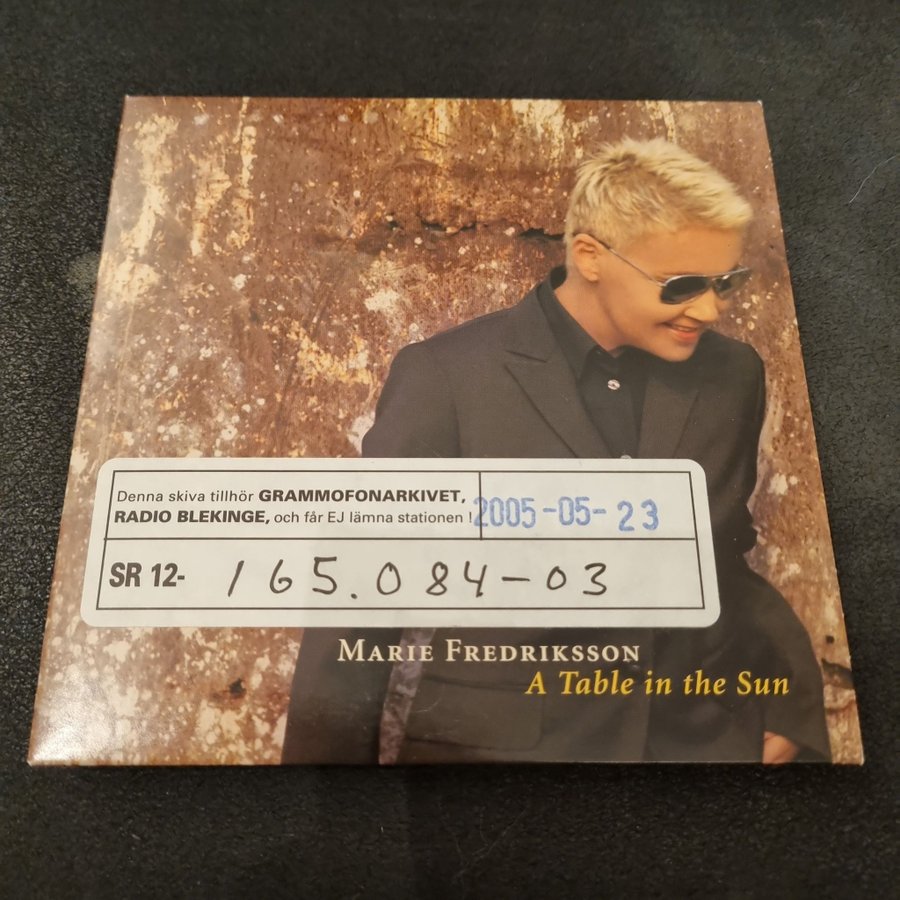 Denna skiva tillhör GRAMMOFONARKIVET,
RADIO BLEKINGE, och får EJ lämna stationen !
2005-05-23
SR 12- 165.084-03
MARIE FREDRIKSSON
A Table in the Sun